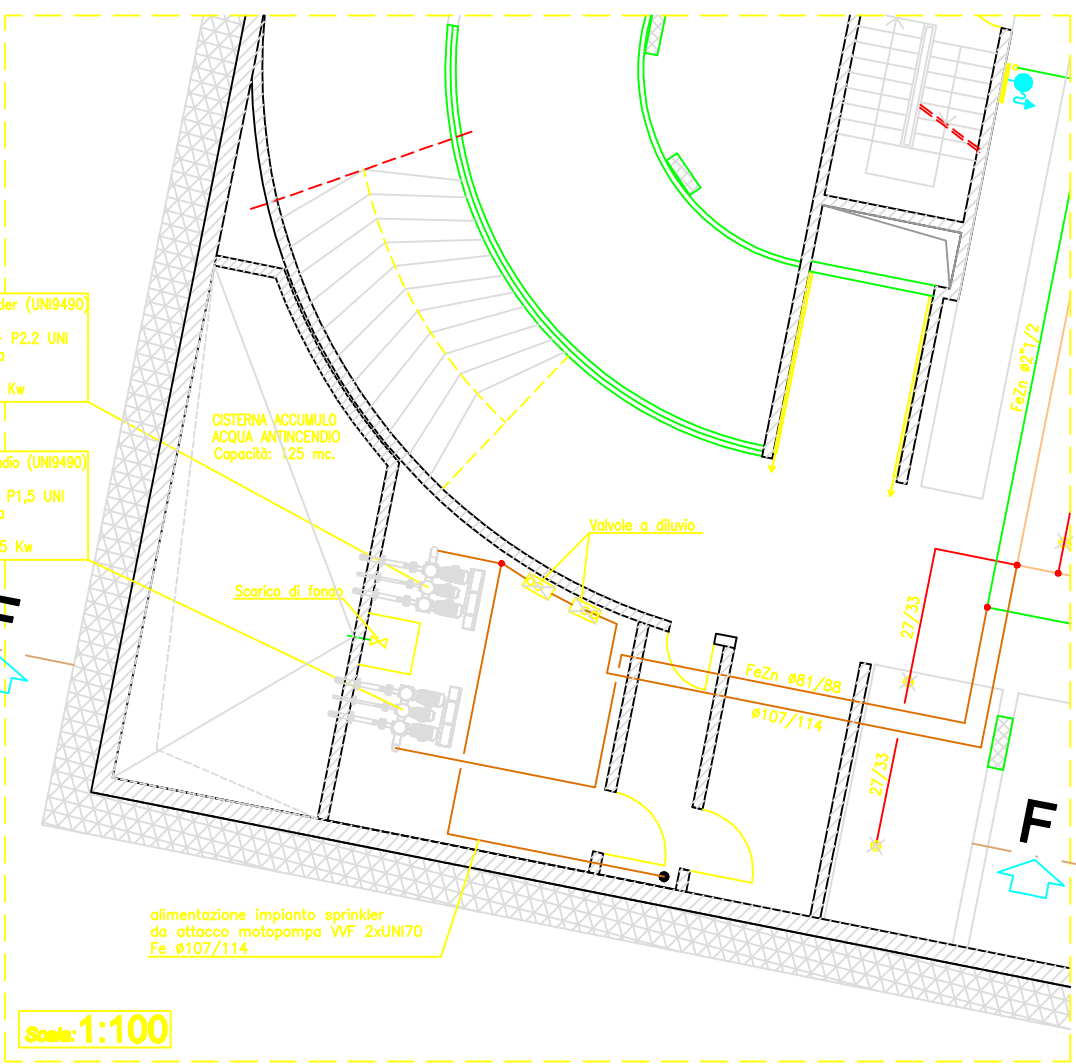 der (UNI9490)
P2.2 UNI
Kw
CISTERNA ACCUMULO
ACQUA ANTINCENDIO
Capacità: 125 mc.
dio (UNI9490)
P1,5 UNI
5 Kw
Valvole a diluvio
Scarico di fondo
FeZn ø2"1/2
27/33
FeZn ø81/88
ø107/114
27/33
F
F
alimentazione impianto sprinkler
da attacco motopompa VVF 2xUNI70
Fe ø107/114
Scala: 1:100